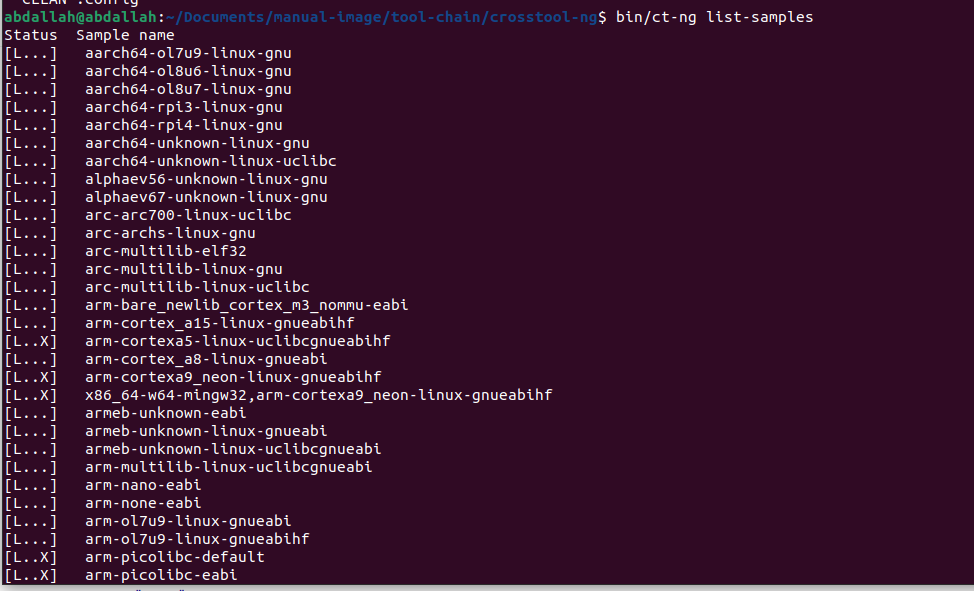 CLEAN .config
abdallah@abdallah:~/Documents/manual-image/tool-chain/crosstool-ng$ bin/ct-ng list-samples
Status  Sample name
[L...]   aarch64-ol7u9-linux-gnu
[L...]   aarch64-ol8u6-linux-gnu
[L...]   aarch64-ol8u7-linux-gnu
[L...]   aarch64-rpi3-linux-gnu
[L...]   aarch64-rpi4-linux-gnu
[L...]   aarch64-unknown-linux-gnu
[L...]   aarch64-unknown-linux-uclibc
[L...]   alphaev56-unknown-linux-gnu
[L...]   alphaev67-unknown-linux-gnu
[L...]   arc-arc700-linux-uclibc
[L...]   arc-archs-linux-gnu
[L...]   arc-multilib-elf32
[L...]   arc-multilib-linux-gnu
[L...]   arc-multilib-linux-uclibc
[L...]   arm-bare_newlib_cortex_m3_nommu-eabi
[L...]   arm-cortex_a15-linux-gnueabihf
[L..X]   arm-cortexa5-linux-uclibcgnueabihf
[L...]   arm-cortex_a8-linux-gnueabi
[L..X]   arm-cortexa9_neon-linux-gnueabihf
[L..X]   x86_64-w64-mingw32,arm-cortexa9_neon-linux-gnueabihf
[L...]   armeb-unknown-eabi
[L...]   armeb-unknown-linux-gnueabi
[L...]   armeb-unknown-linux-uclibcgnueabi
[L...]   arm-multilib-linux-uclibcgnueabi
[L...]   arm-nano-eabi
[L...]   arm-none-eabi
[L...]   arm-ol7u9-linux-gnueabi
[L...]   arm-ol7u9-linux-gnueabihf
[L..X]   arm-picolibc-default
[L..X]   arm-picolibc-eabi